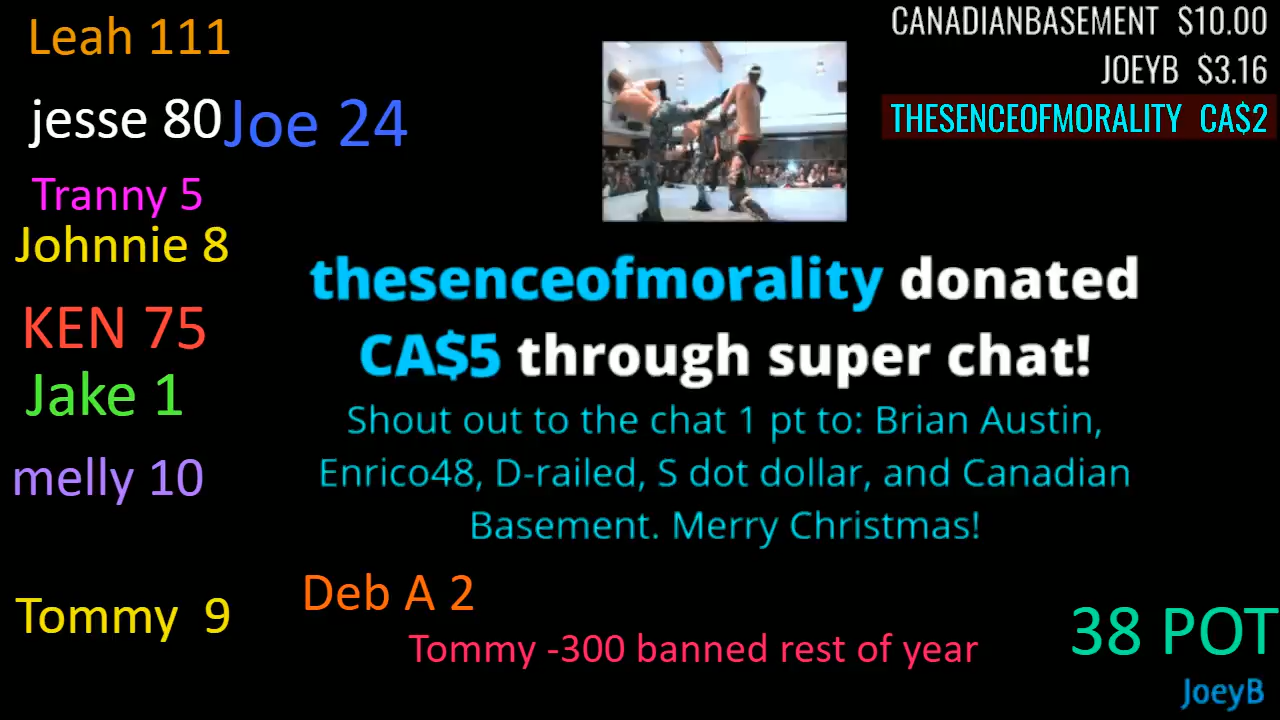 Leah 111
CANADIANBASEMENT $10.00
JOEYB $3.16
THESENCEOFMORALITY CA$2
jesse 80
Joe 24
Tranny 5
Johnnie 8
KEN 75
Jake 1
melly 10
thesenceofmorality donated
CA$5 through super chat!
Shout out to the chat 1 pt to: Brian Austin,
Enrico48, D-railed, S dot dollar, and Canadian
Basement. Merry Christmas!
Tommy 9
Deb A 2
Tommy -300 banned rest of year
38 POT
JoeyB